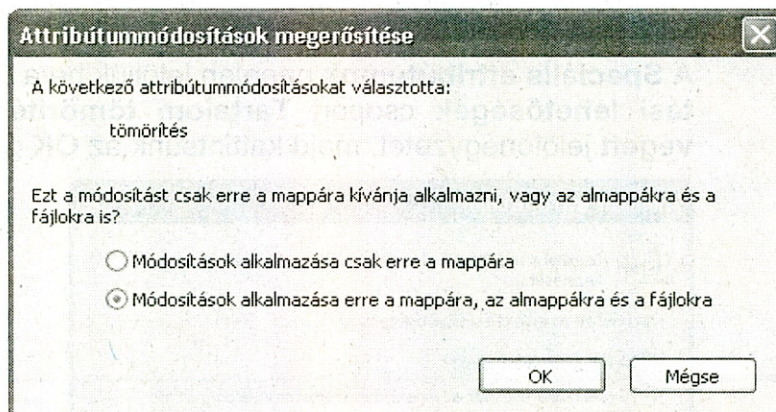 Attribútummódosítások megerősítése
A következő attribútummódosításokat választotta:
tömörítés
Ezt a módosítást csak erre a mappára kívánja alkalmazni, vagy az almappákra és a
fájlokra is?
Módosítások alkalmazása csak erre a mappára
Módosítások alkalmazása erre a mappára, az almappákra és a fájlokra
OK
Mégse